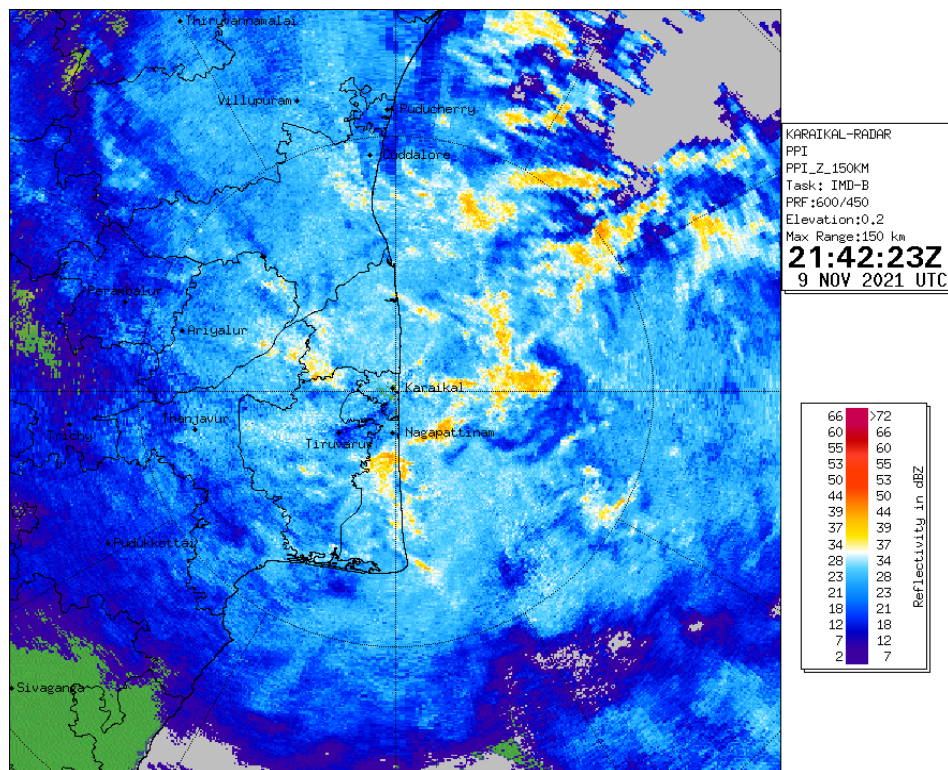 Thiruvannamalai
Villupuram
Puducherry
Cuddalore
Perambalur
Ariyalur
Karaikal
Thanjavur
Trichy
Tiruvarur
Nagapattinam
Pudukkottai
Sivaganga
KARAIKAL-RADAR
PPI
PPI_Z_150KM
Task: IMD-B
PRF:600/450
Elevation:0.2
Max Range:150 km
21:42:23Z
9 NOV 2021 UTC
66 >72
60 66
55 60
53 55
50 53
44 50
39 44
37 39
34 37
28 34
23 28
21 23
18 21
12 18
7 12
2 7
Reflectivity in dBZ